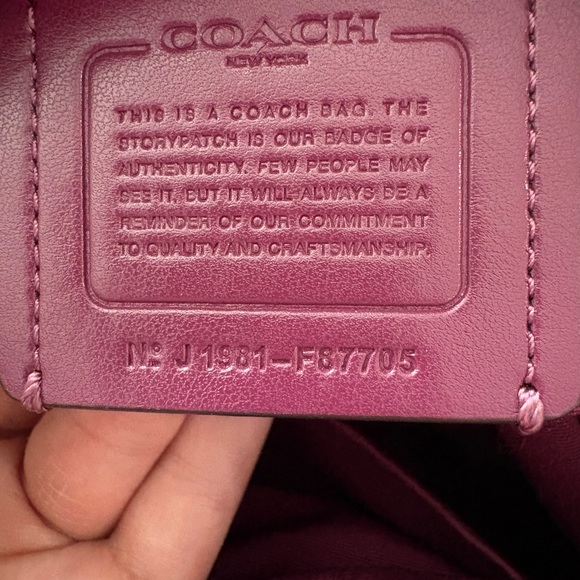 COACH
NEW YORK
THIS IS A COACH BAG. THE
STORYPATCH IS OUR BADGE OF
AUTHENTICITY. FEW PEOPLE MAY
SEE IT, BUT IT WILL ALWAYS BE A
REMINDER OF OUR COMMITMENT
TO QUALITY AND CRAFTSMANSHIP.
Nº J1981-F87705